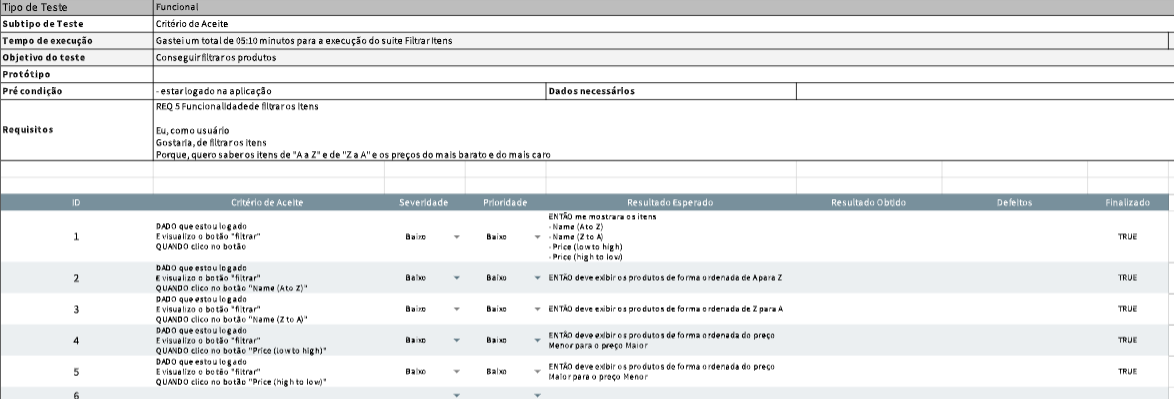 Tipo de Teste Funcional
Subtipo de Teste Critério de Aceite
Tempo de execução Gastei um total de 05:10 minutos para a execução do suite Filtrar Itens
Objetivo do teste Conseguir filtrar os produtos
Protótipo
Pré condição - estar logado na aplicação Dados necessários
REQ 5 Funcionalidade de filtrar os Itens
Requisitos
Eu, como usuário
Gostaria, de filtrar os itens
Porque, quero saber os itens de "A a Z" e de "Z a A" e os preços do mais barato e do mais caro
ID Critério de Aceite Severidade Prioridade Resultado Esperado Resultado Obtido Defeitos Finalizado
1
DADO que estou logado
E visualizo o botão "filtrar"
QUANDO clico no botão
Baixo Baixo
ENTÃO me mostrara os itens
- Name (A to Z)
- Name (Z to A)
- Price (low to high)
- Price (high to low)
TRUE
2
DADO que estou logado
E visualizo o botão "filtrar"
QUANDO clico no botão "Name (A to Z)"
Baixo Baixo
ENTÃO deve exibir os produtos de forma ordenada de A para Z
TRUE
3
DADO que estou logado
E visualizo o botão "filtrar"
QUANDO clico no botão "Name (Z to A)"
Baixo Baixo
ENTÃO deve exibir os produtos de forma ordenada de Z para A
TRUE
4
DADO que estou logado
E visualizo o botão "filtrar"
QUANDO clico no botão "Price (low to high)"
Baixo Baixo
ENTÃO deve exibir os produtos de forma ordenada do preço
Menor para o preço Maior
TRUE
5
DADO que estou logado
E visualizo o botão "filtrar"
QUANDO clico no botão "Price (high to low)"
Baixo Baixo
ENTÃO deve exibir os produtos de forma ordenada do preço
Maior para o preço Menor
TRUE
6